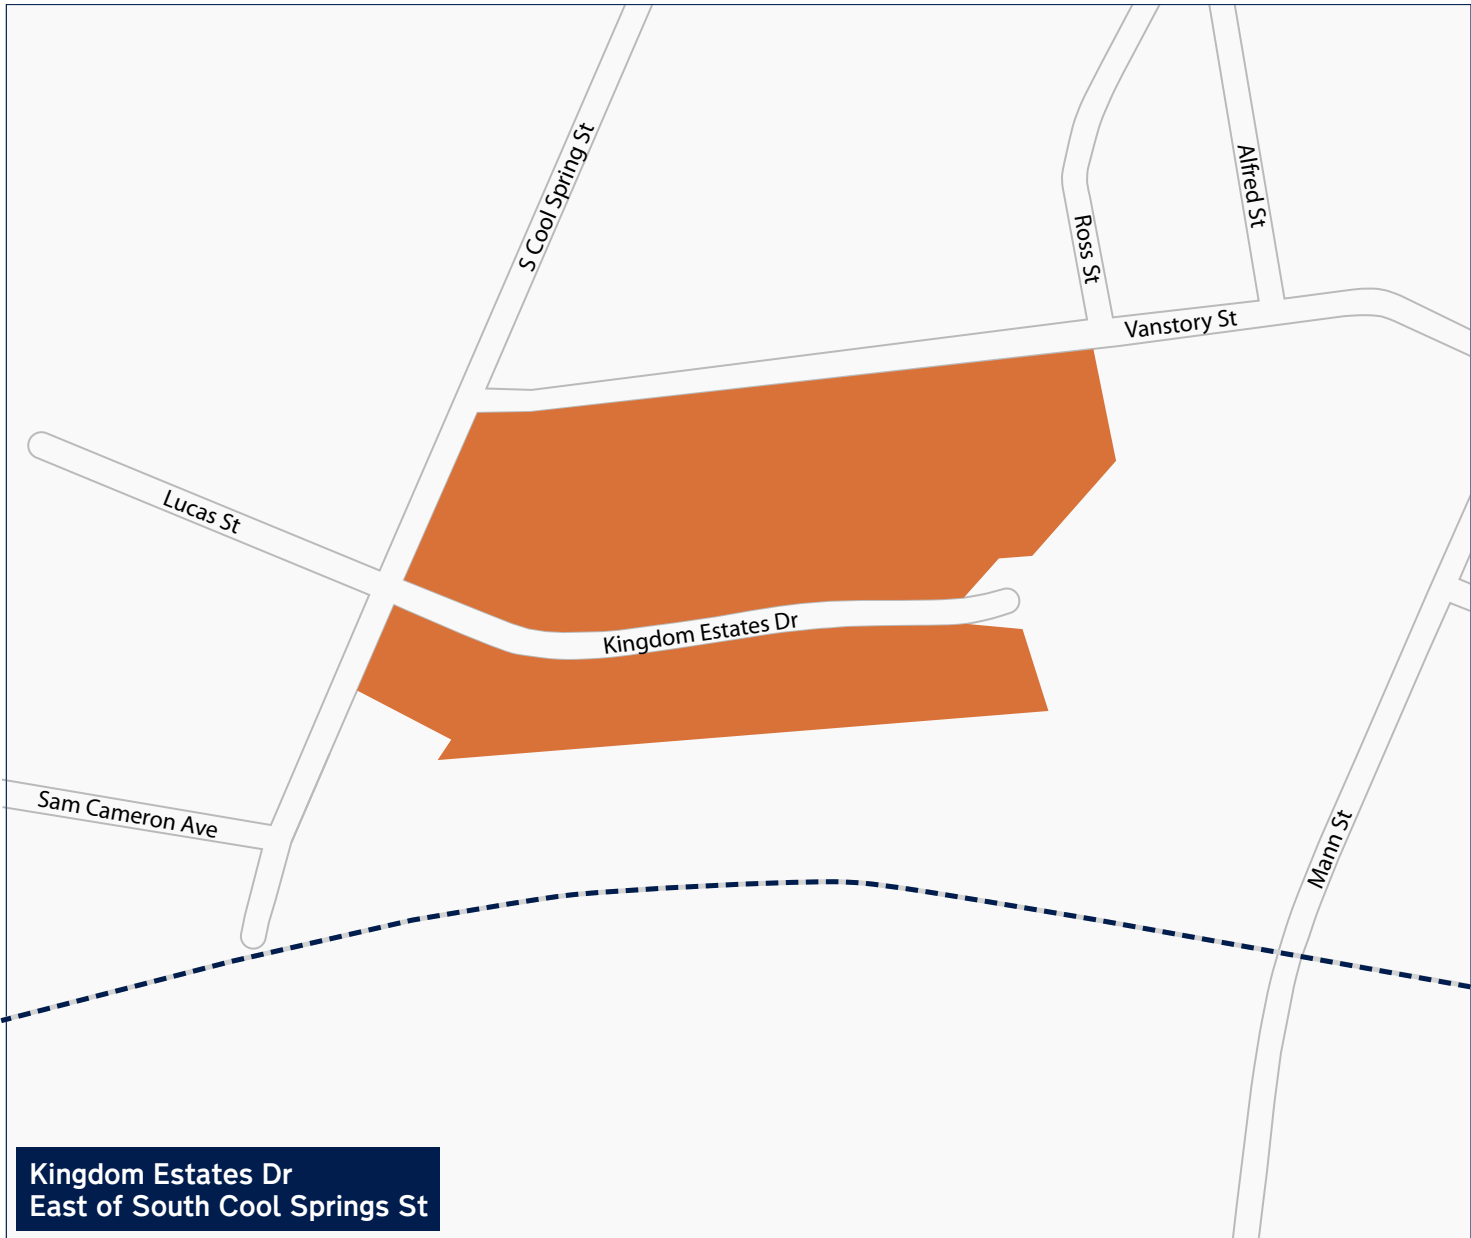 S Cool Spring St
Alfred St
Ross St
Vanstory St
Lucas St
Kingdom Estates Dr
Sam Cameron Ave
Mann St
Kingdom Estates Dr
East of South Cool Springs St